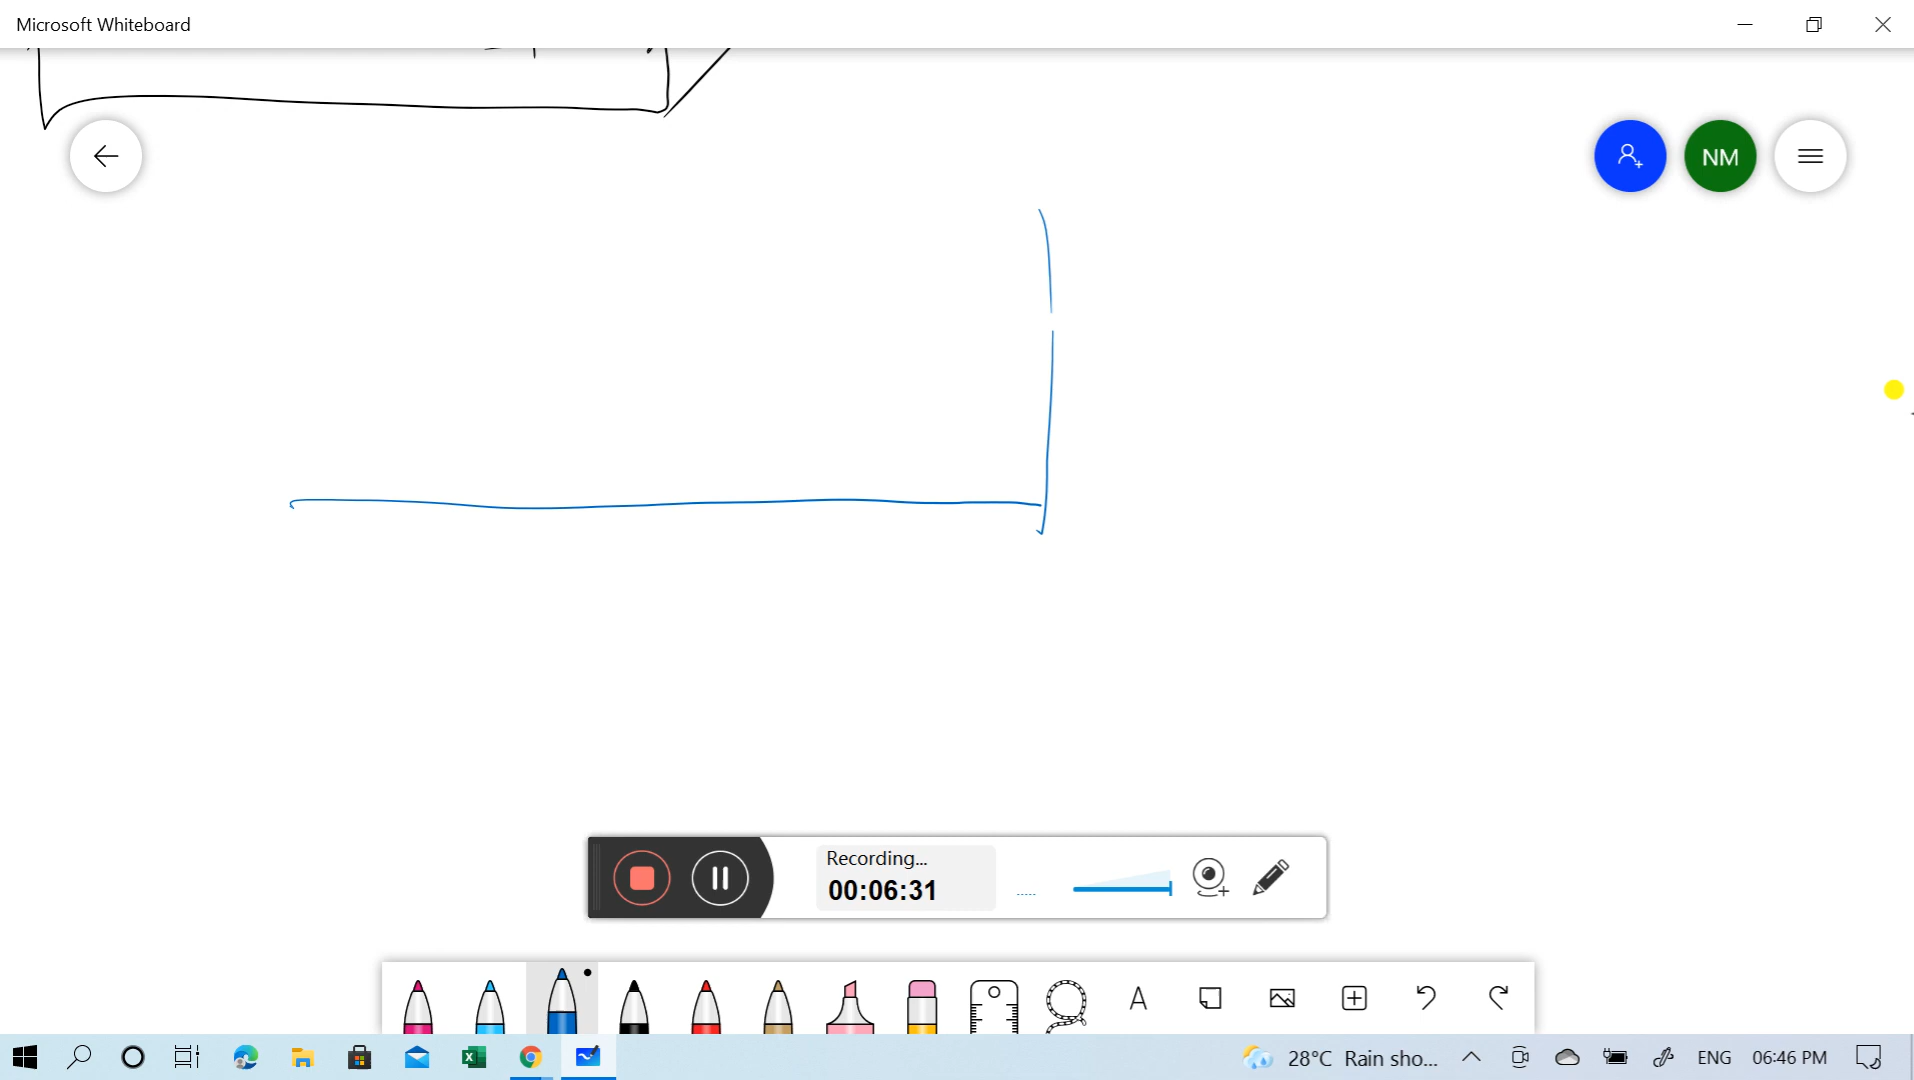 Microsoft Whiteboard
NM
Recording...
00:06:31
A
28°C Rain sho...
ENG
06:46 PM